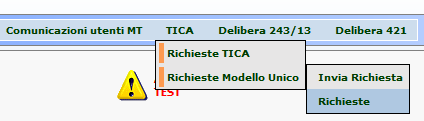 Comunicazioni utenti MT TICA Delibera 243/13 Delibera 421
Richieste TICA
Richieste Modello Unico
Invia Richiesta
TEST
Richieste